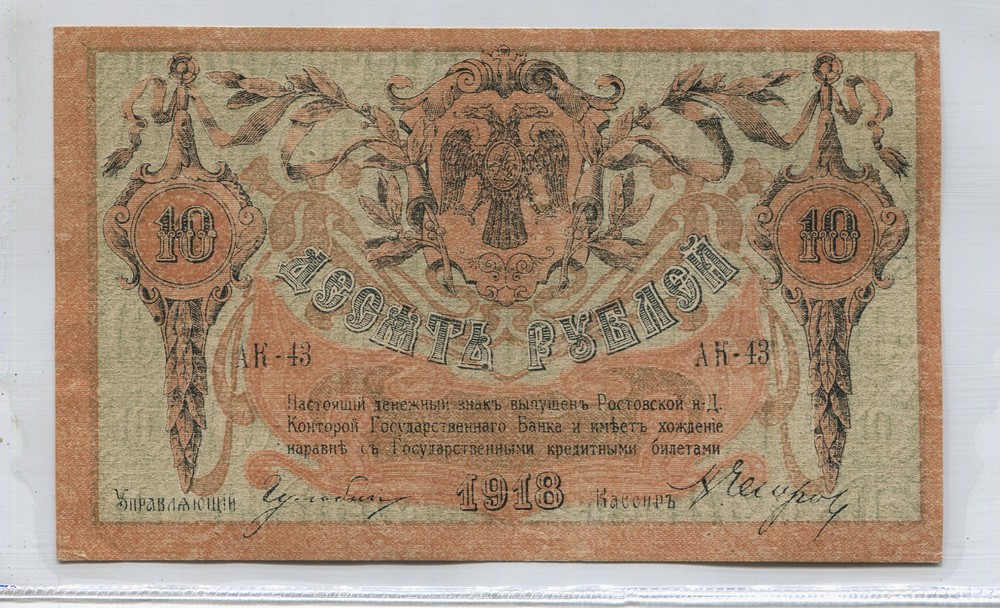 10 10
ДЕСЯТЬ РУБЛЕЙ
АК-43 АК-43
Настоящій денежный знакъ выпущенъ Ростовской н-Д.
Конторой Государственнаго Банка и имѣетъ хожденіе
наравнѣ съ Государственными кредитными билетами
Управляющій 1918 Кассиръ